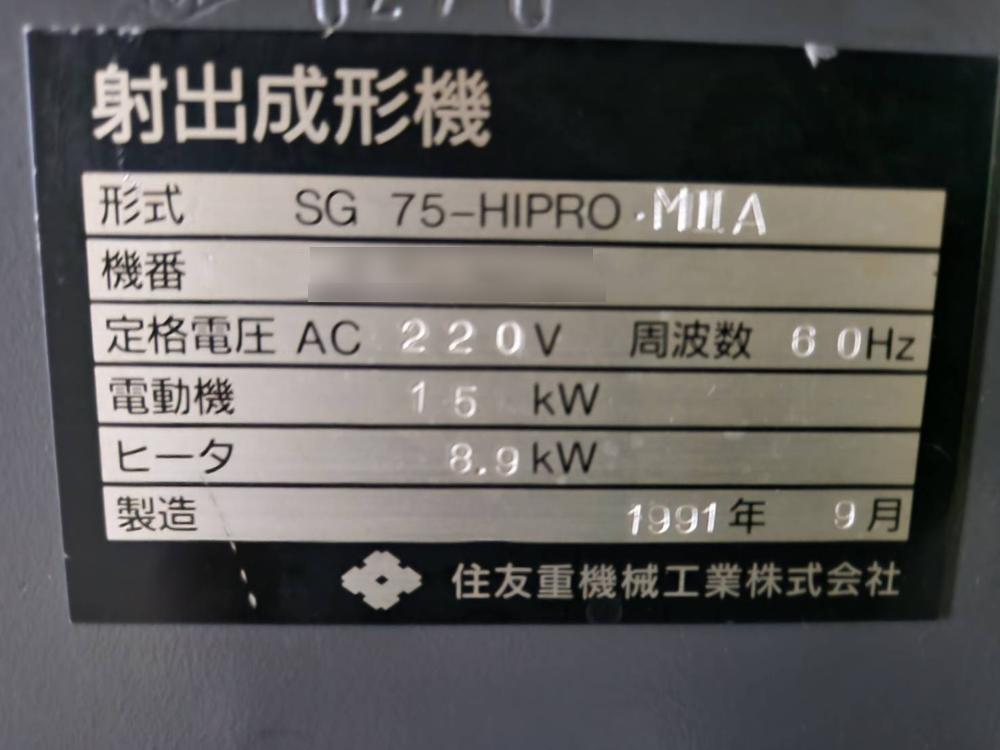 射出成形機
形式 SG 75-HIPRO・MⅡA
機番
定格電圧 AC 220V 周波数 60Hz
電動機 15 kW
ヒータ 8.9kW
製造 1991年 9月
住友重機械工業株式会社